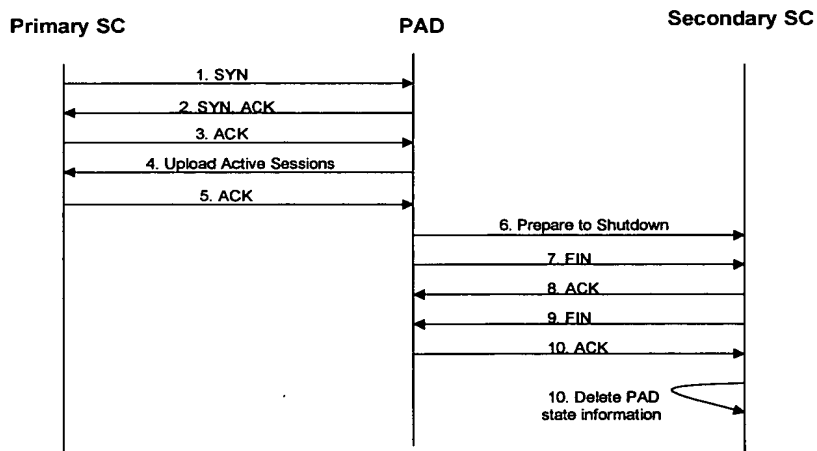 Primary SC
PAD
Secondary SC
1. SYN
2. SYN, ACK
3. ACK
4. Upload Active Sessions
5. ACK
6. Prepare to Shutdown
7. FIN
8. ACK
9. FIN
10. ACK
10. Delete PAD
state information